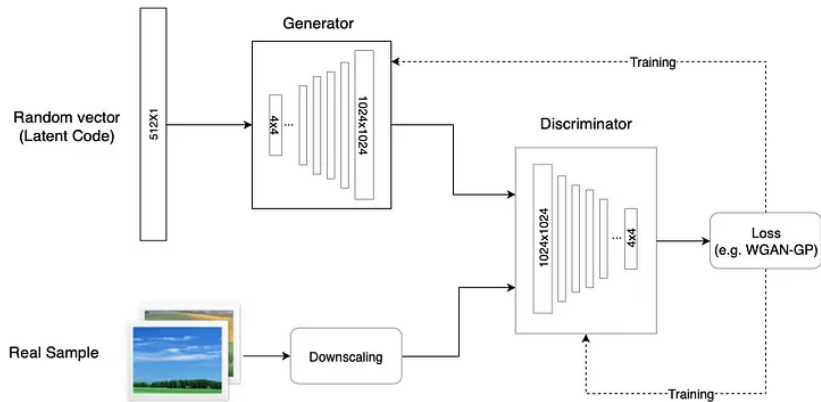 Generator
Training
Random vector
(Latent Code)
512X1
4x4
...
1024x1024
Discriminator
1024x1024
...
4x4
Loss
(e.g. WGAN-GP)
Real Sample
Downscaling
Training